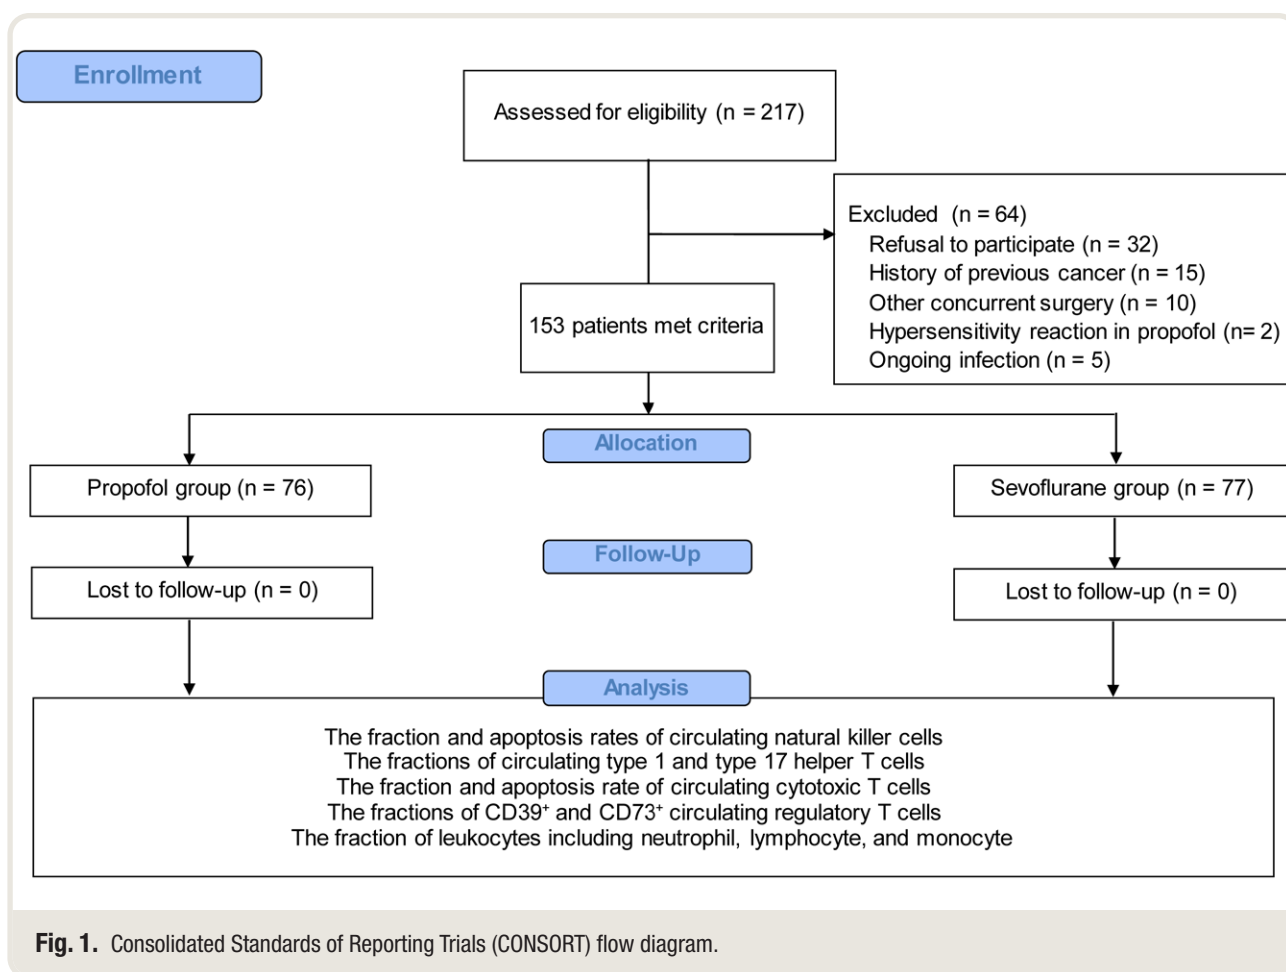 Enrollment
Assessed for eligibility (n = 217)
Excluded (n = 64)
Refusal to participate (n = 32)
History of previous cancer (n = 15)
Other concurrent surgery (n = 10)
Hypersensitivity reaction in propofol (n= 2)
Ongoing infection (n = 5)
153 patients met criteria
Allocation
Propofol group (n = 76)
Sevoflurane group (n = 77)
Follow-Up
Lost to follow-up (n = 0)
Lost to follow-up (n = 0)
Analysis
The fraction and apoptosis rates of circulating natural killer cells
The fractions of circulating type 1 and type 17 helper T cells
The fraction and apoptosis rate of circulating cytotoxic T cells
The fractions of CD39⁺ and CD73⁺ circulating regulatory T cells
The fraction of leukocytes including neutrophil, lymphocyte, and monocyte
Fig. 1. Consolidated Standards of Reporting Trials (CONSORT) flow diagram.